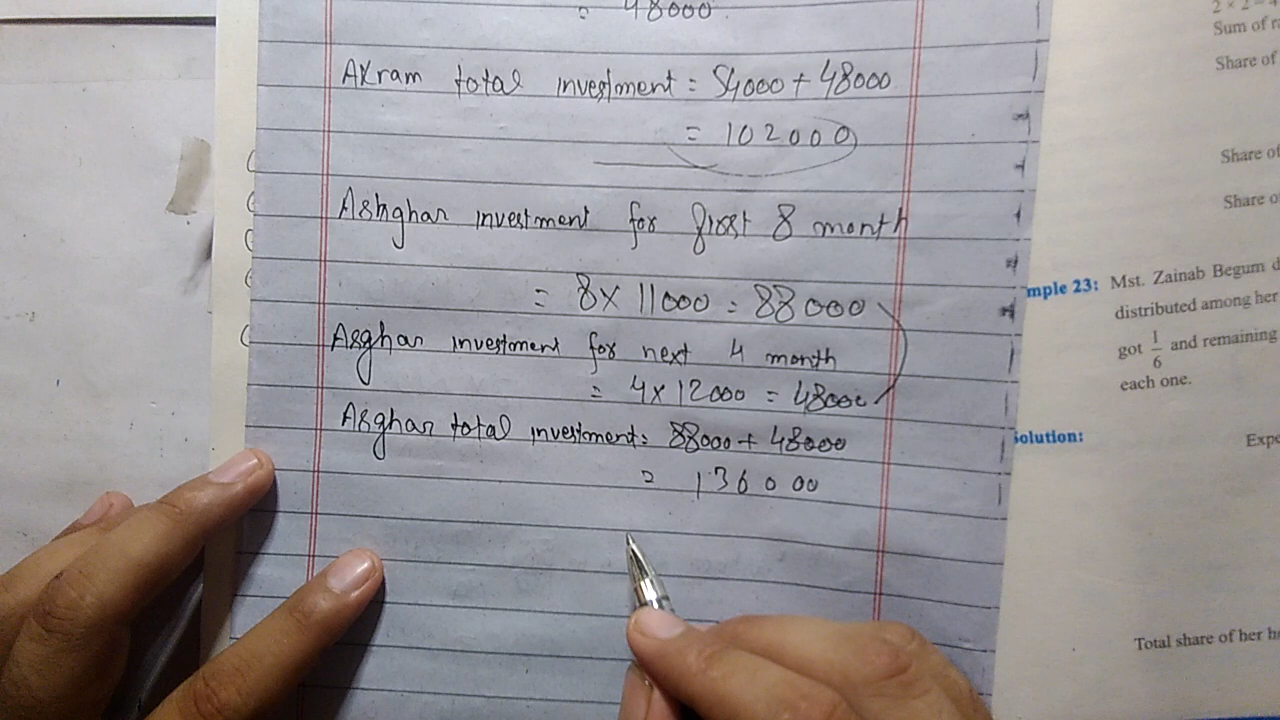 = 48000
AKram total investment = 54000 + 48000
= 102000
Ashghar investment for first 8 month
= 8 × 11000 = 88000
Asghar investment for next 4 month
= 4 × 12000 = 48000
Asghar total investment = 88000 + 48000
= 136000
Sum of
Share of
Share of
Share o
mple 23: Mst. Zainab Begum d
distributed among her
got 1/6 and remaining
each one.
Solution:
Expe
Total share of her h